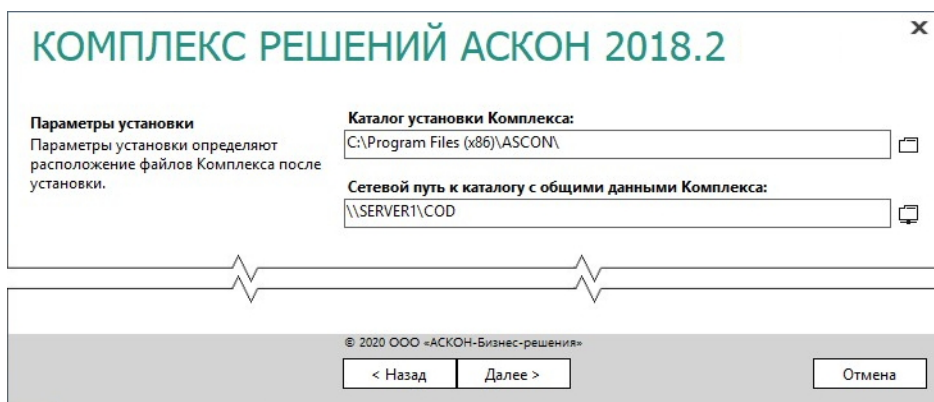 КОМПЛЕКС РЕШЕНИЙ АСКОН 2018.2
Параметры установки
Параметры установки определяют
расположение файлов Комплекса после
установки.
Каталог установки Комплекса:
C:\Program Files (x86)\ASCON\
Сетевой путь к каталогу с общими данными Комплекса:
\\SERVER1\COD
© 2020 ООО «АСКОН-Бизнес-решения»
< Назад
Далее >
Отмена